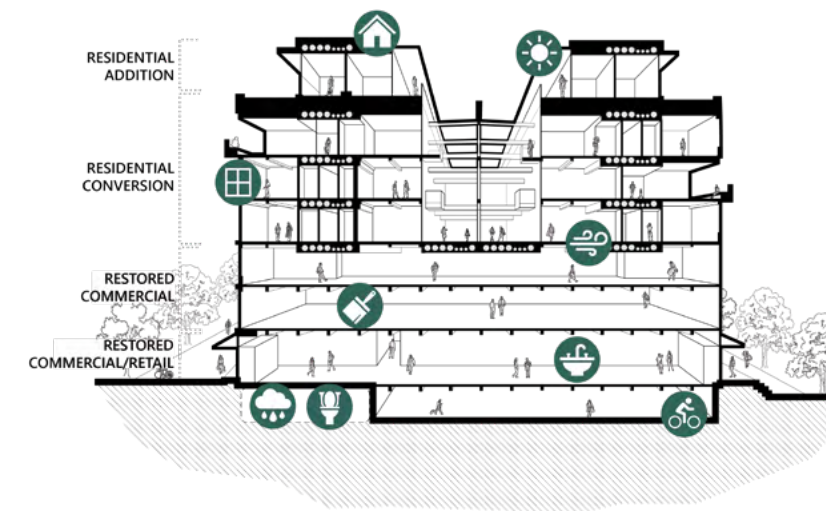 RESIDENTIAL
ADDITION
RESIDENTIAL
CONVERSION
RESTORED
COMMERCIAL
RESTORED
COMMERCIAL/RETAIL